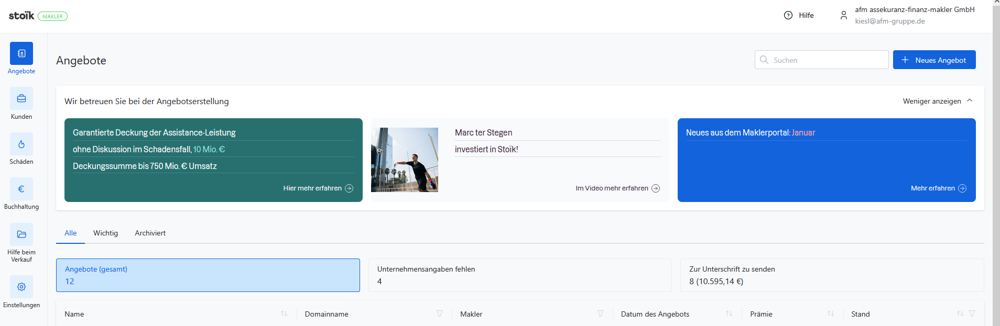 stoïk MAKLER
Hilfe
afm assekuranz-finanz-makler GmbH
kiesl@afm-gruppe.de
Angebote
Kunden
Schäden
Buchhaltung
Hilfe beim
Verkauf
Einstellungen
Angebote
Suchen
Neues Angebot
Wir betreuen Sie bei der Angebotserstellung
Weniger anzeigen
Garantierte Deckung der Assistance-Leistung
ohne Diskussion im Schadensfall, 10 Mio. €
Deckungssumme bis 750 Mio. € Umsatz
Hier mehr erfahren
Marc ter Stegen
investiert in Stoïk!
Im Video mehr erfahren
Neues aus dem Maklerportal: Januar
Mehr erfahren
Alle
Wichtig
Archiviert
Angebote (gesamt)
12
Unternehmensangaben fehlen
4
Zur Unterschrift zu senden
8 (10.595,14 €)
Name
Domainname
Makler
Datum des Angebots
Prämie
Stand